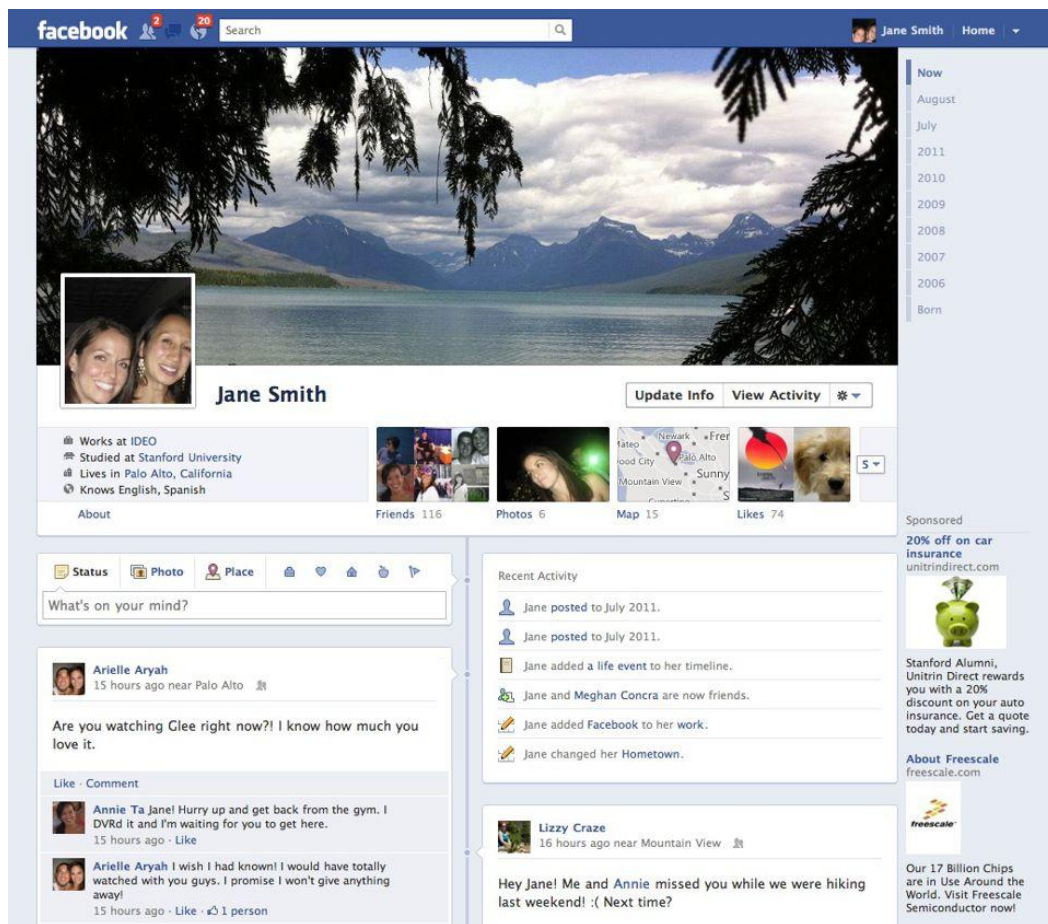 facebook
2
20
Search
Jane Smith
Home
Now
August
July
2011
2010
2009
2008
2007
2006
Born
Jane Smith
Update Info
View Activity
Works at IDEO
Studied at Stanford University
Lives in Palo Alto, California
Knows English, Spanish
About
Newark
Mateo
Palo Alto
Mountain View
Sunny
Cupertino
5
Friends 116
Photos 6
Map 15
Likes 74
Status
Photo
Place
What's on your mind?
Arielle Aryah
15 hours ago near Palo Alto
Are you watching Glee right now?! I know how much you
love it.
Like · Comment
Annie Ta Jane! Hurry up and get back from the gym. I
DVRd it and I'm waiting for you to get here.
15 hours ago · Like
Arielle Aryah I wish I had known! I would have totally
watched with you guys. I promise I won't give anything
away!
15 hours ago · Like · 1 person
Recent Activity
Jane posted to July 2011.
Jane posted to July 2011.
Jane added a life event to her timeline.
Jane and Meghan Concra are now friends.
Jane added Facebook to her work.
Jane changed her Hometown.
Lizzy Craze
16 hours ago near Mountain View
Hey Jane! Me and Annie missed you while we were hiking
last weekend! :( Next time?
Sponsored
20% off on car
insurance
unitrindirect.com
Stanford Alumni,
Unitrin Direct rewards
you with a 20%
discount on your auto
insurance. Get a quote
today and start saving.
About Freescale
freescale.com
freescale
Our 17 Billion Chips
are in Use Around the
World. Visit Freescale
Semiconductor now!